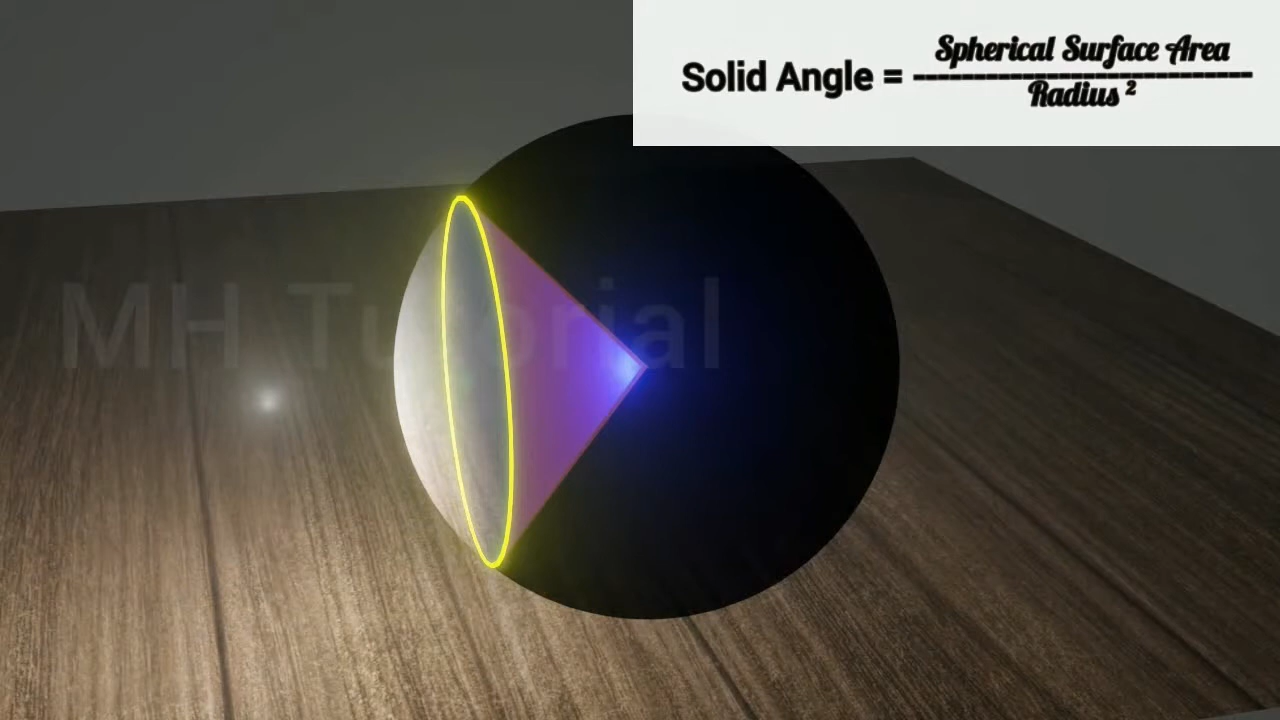 Spherical Surface Area
Solid Angle = ---------------------------
Radius ²
MH Tutorial